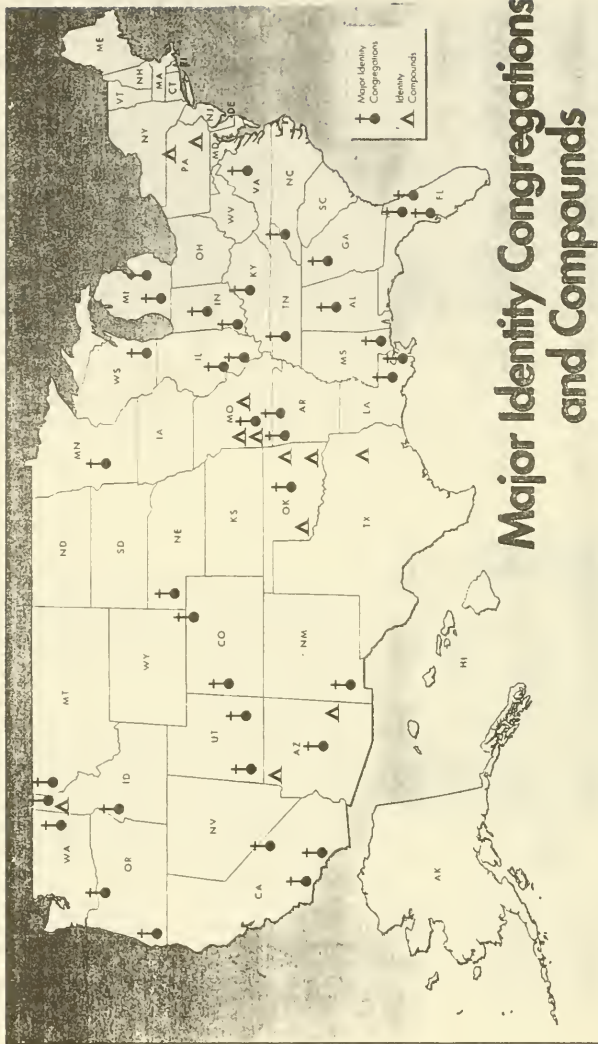 ME
VT
NH
MA
CT
NY
PA
NJ
MD
DE
WA
MT
ND
MN
WS
MI
OR
ID
WY
SD
IA
NE
IL
IN
OH
WV
VA
NV
UT
CO
KS
MO
KY
NC
CA
AZ
NM
OK
AR
TN
SC
TX
LA
MS
AL
GA
FL
AK
HI
Major Identity
Congregations
Identity
Compounds
Major Identity Congregations
and Compounds